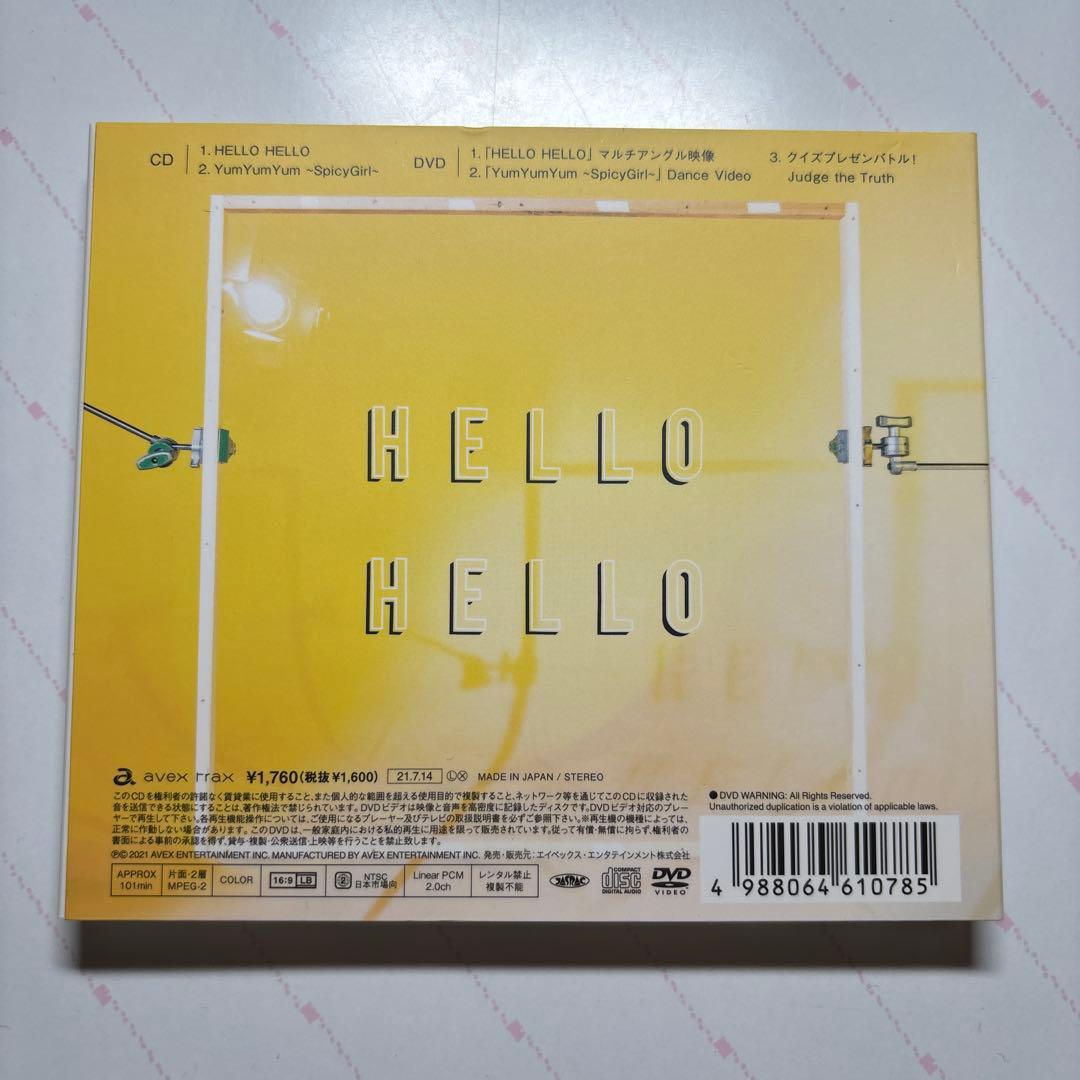 CD
1. HELLO HELLO
2. YumYumYum ~SpicyGirl~
DVD
1.「HELLO HELLO」マルチアングル映像
2.「YumYumYum ~SpicyGirl~」Dance Video
3. クイズプレゼンバトル!
Judge the Truth
HELLO
HELLO
avex trax ¥1,760(税抜¥1,600) 21.7.14 MADE IN JAPAN / STEREO
このCDを権利者の許諾なく賃貸業に使用すること、また個人的な範囲を超える使用目的で複製すること、ネットワーク等を通じてこのCDに収録された
音を送信できる状態にすることは、著作権法で禁じられています。DVDビデオは映像と音声を高密度に記録したディスクです。DVDビデオ対応のプレー
ヤーで再生して下さい。各再生機能操作については、ご使用になるプレーヤー及びテレビの取扱説明書を必ずご参照下さい。※再生機の機種によっては、
正常に作動しない場合があります。このDVDは、一般家庭内における私的再生に用途を限って販売されています。従って有償・無償に拘らず、権利者の
書面による事前の承認を得ず、貸与・複製・公衆送信・上映等を行うことを禁止致します。
Ⓟ©2021 AVEX ENTERTAINMENT INC. MANUFACTURED BY AVEX ENTERTAINMENT INC. 発売・販売元:エイベックス・エンタテインメント株式会社
APPROX
101min
片面・2層
MPEG-2
COLOR
16:9 LB
NTSC
日本市場向
Linear PCM
2.0ch
レンタル禁止
複製不能
JASRAC
COMPACT
disc
DIGITAL AUDIO
DVD
VIDEO
●DVD WARNING: All Rights Reserved.
Unauthorized duplication is a violation of applicable laws.
4 988064 610785